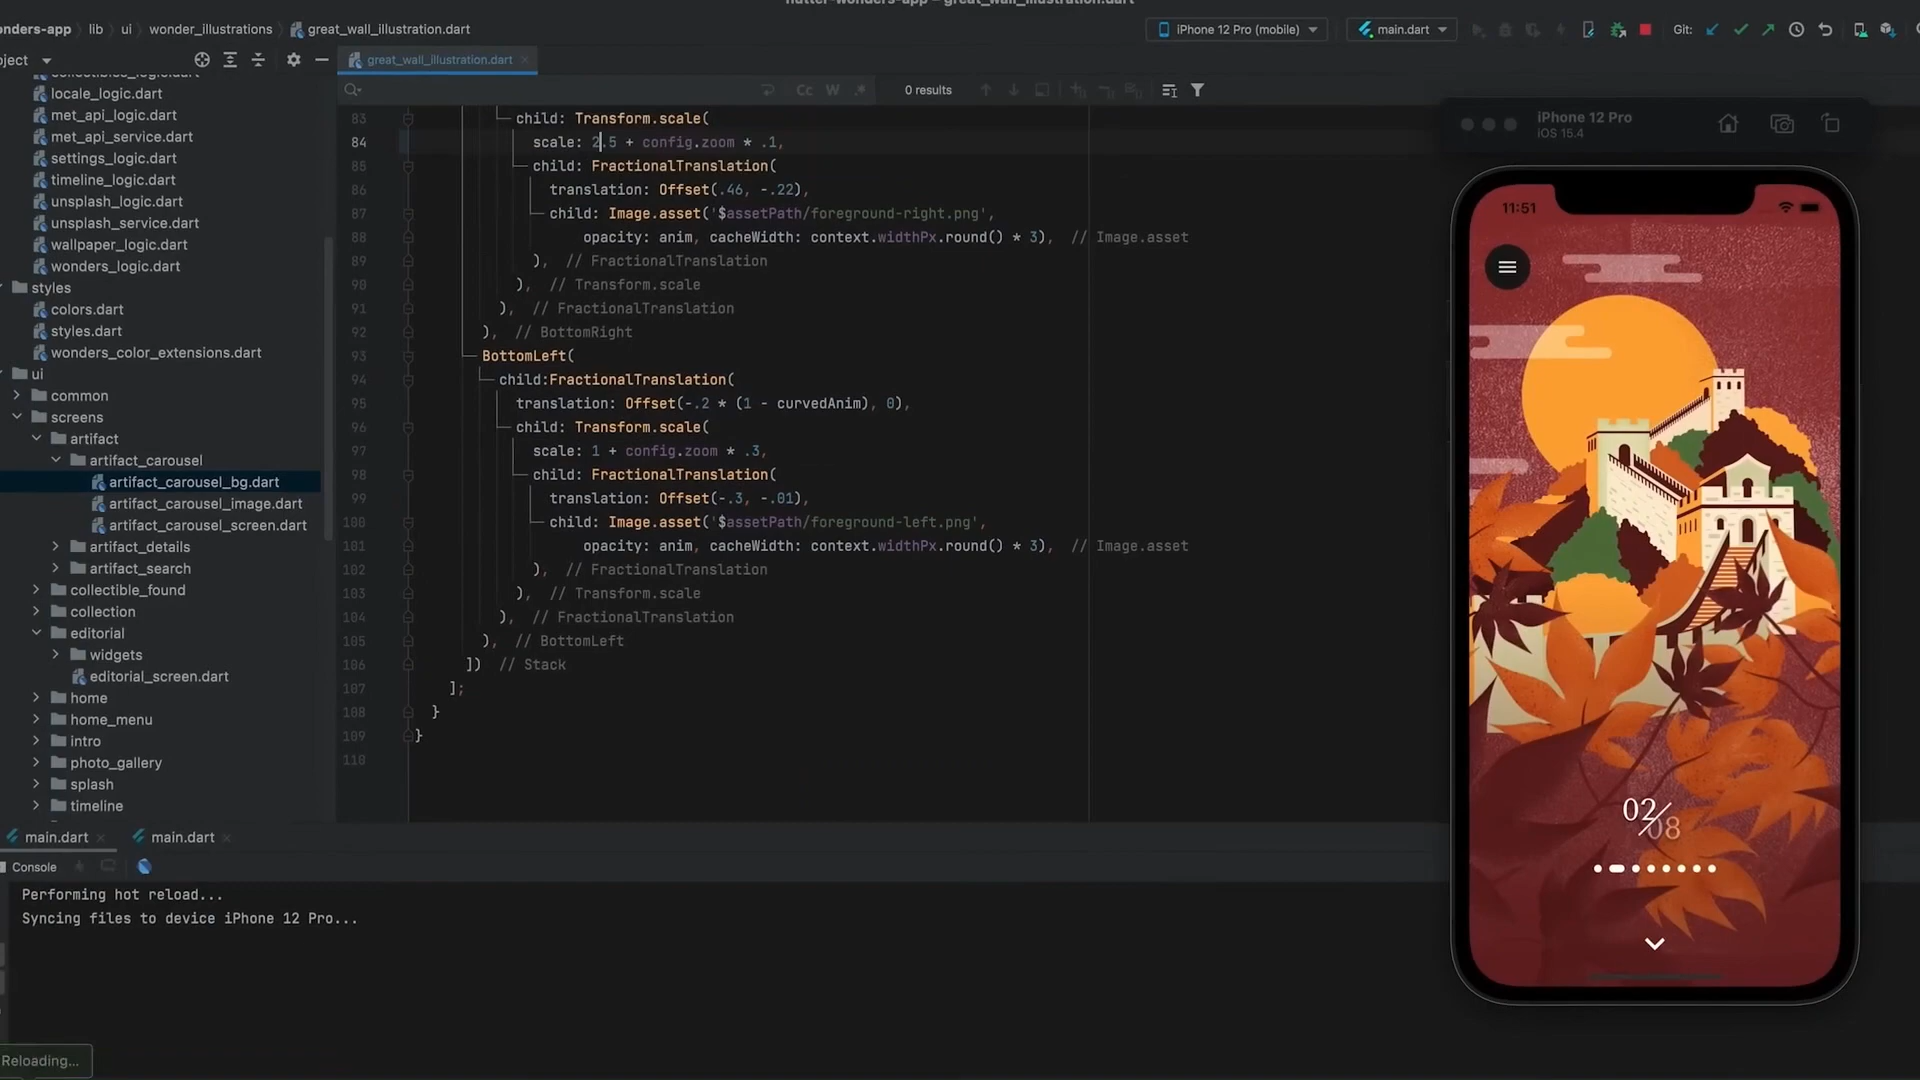 flutter-wonders-app – great_wall_illustration.dart
onders-app lib ui wonder_illustrations great_wall_illustration.dart
iPhone 12 Pro (mobile) main.dart Git:
oject
great_wall_illustration.dart
Cc W .* 0 results
collectibles_logic.dart
locale_logic.dart
met_api_logic.dart
met_api_service.dart
settings_logic.dart
timeline_logic.dart
unsplash_logic.dart
unsplash_service.dart
wallpaper_logic.dart
wonders_logic.dart
styles
colors.dart
styles.dart
wonders_color_extensions.dart
ui
common
screens
artifact
artifact_carousel
artifact_carousel_bg.dart
artifact_carousel_image.dart
artifact_carousel_screen.dart
artifact_details
artifact_search
collectible_found
collection
editorial
widgets
editorial_screen.dart
home
home_menu
intro
photo_gallery
splash
timeline
83 child: Transform.scale(
84 scale: 2.5 + config.zoom * .1,
85 child: FractionalTranslation(
86 translation: Offset(.46, -.22),
87 child: Image.asset('$assetPath/foreground-right.png',
88 opacity: anim, cacheWidth: context.widthPx.round() * 3), // Image.asset
89 ), // FractionalTranslation
90 ), // Transform.scale
91 ), // FractionalTranslation
92 ), // BottomRight
93 BottomLeft(
94 child:FractionalTranslation(
95 translation: Offset(-.2 * (1 - curvedAnim), 0),
96 child: Transform.scale(
97 scale: 1 + config.zoom * .3,
98 child: FractionalTranslation(
99 translation: Offset(-.3, -.01),
100 child: Image.asset('$assetPath/foreground-left.png',
101 opacity: anim, cacheWidth: context.widthPx.round() * 3), // Image.asset
102 ), // FractionalTranslation
103 ), // Transform.scale
104 ), // FractionalTranslation
105 ), // BottomLeft
106 ]) // Stack
107 ];
108 }
109 }
110
iPhone 12 Pro
iOS 15.4
11:51
02/08
main.dart main.dart
Console
Performing hot reload...
Syncing files to device iPhone 12 Pro...
Reloading...